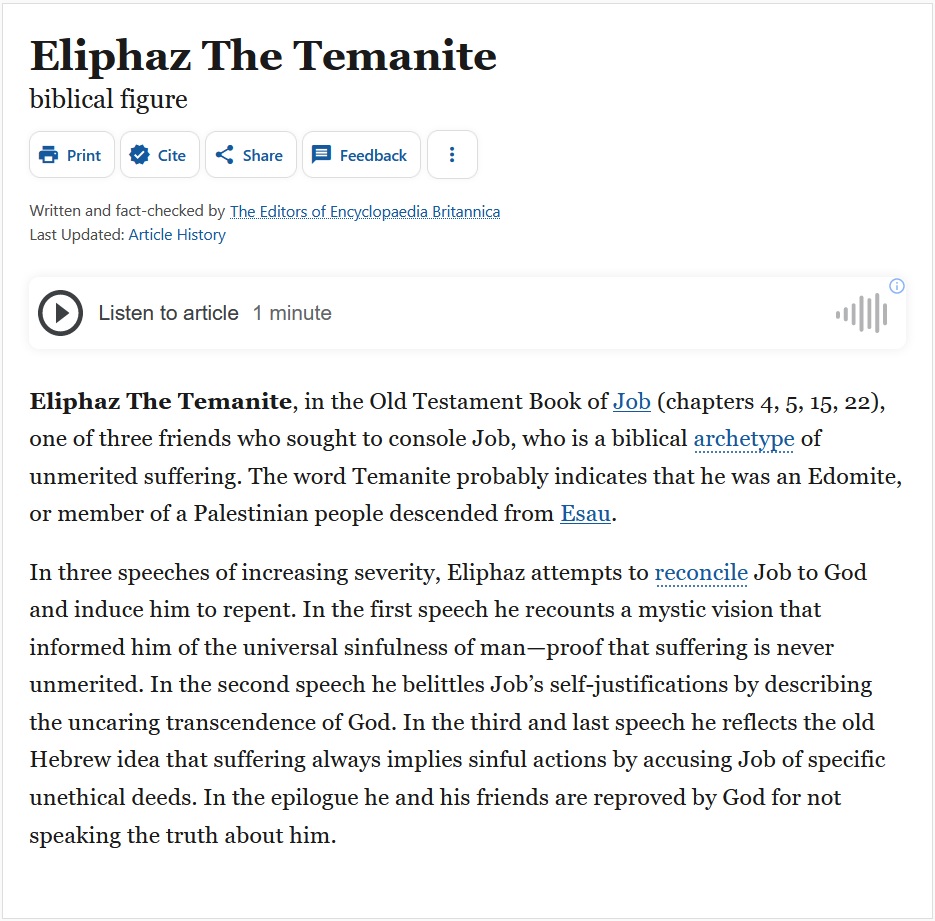 Eliphaz The Temanite
biblical figure
Print Cite Share Feedback
Written and fact-checked by The Editors of Encyclopaedia Britannica
Last Updated: Article History
Listen to article 1 minute
Eliphaz The Temanite, in the Old Testament Book of Job (chapters 4, 5, 15, 22),
one of three friends who sought to console Job, who is a biblical archetype of
unmerited suffering. The word Temanite probably indicates that he was an Edomite,
or member of a Palestinian people descended from Esau.
In three speeches of increasing severity, Eliphaz attempts to reconcile Job to God
and induce him to repent. In the first speech he recounts a mystic vision that
informed him of the universal sinfulness of man—proof that suffering is never
unmerited. In the second speech he belittles Job’s self-justifications by describing
the uncaring transcendence of God. In the third and last speech he reflects the old
Hebrew idea that suffering always implies sinful actions by accusing Job of specific
unethical deeds. In the epilogue he and his friends are reproved by God for not
speaking the truth about him.